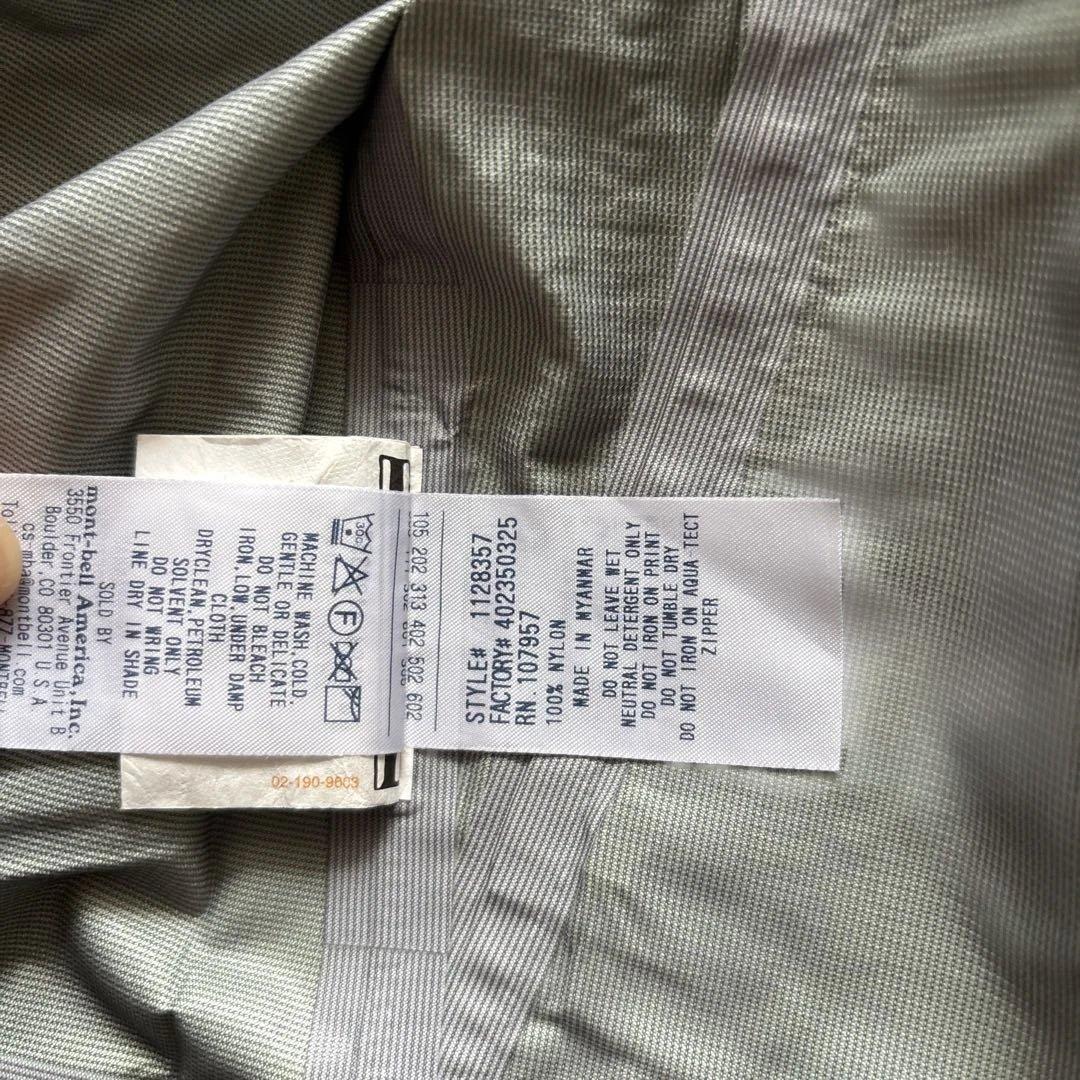 STYLE# 1128357
FACTORY# 402350325
RN.107957
100% NYLON
MADE IN MYANMAR
DO NOT LEAVE WET
NEUTRAL DETERGENT ONLY
DO NOT IRON ON PRINT
DO NOT TUMBLE DRY
DO NOT IRON ON AQUA TECT
ZIPPER
105 202 313 402 502 602
30
F
MACHINE WASH,COLD.
GENTLE OR DELICATE
DO NOT BLEACH
IRON,LOW,UNDER DAMP
CLOTH
DRYCLEAN,PETROLEUM
SOLVENT ONLY
DO NOT WRING
LINE DRY IN SHADE
SOLD BY
mont-bell America,Inc.
3550 Frontier Avenue Unit B
Boulder,CO 80301 U.S.A
cs-mba@montbell.com
02-190-9603